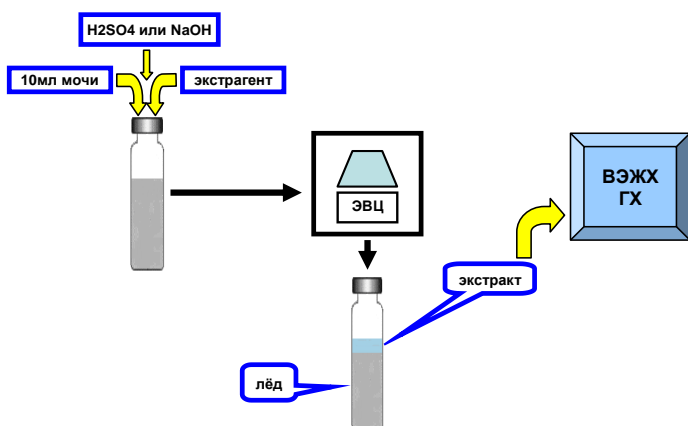 H2SO4 или NaOH
10мл мочи
экстрагент
ЭВЦ
ВЭЖХ
ГХ
экстракт
лёд